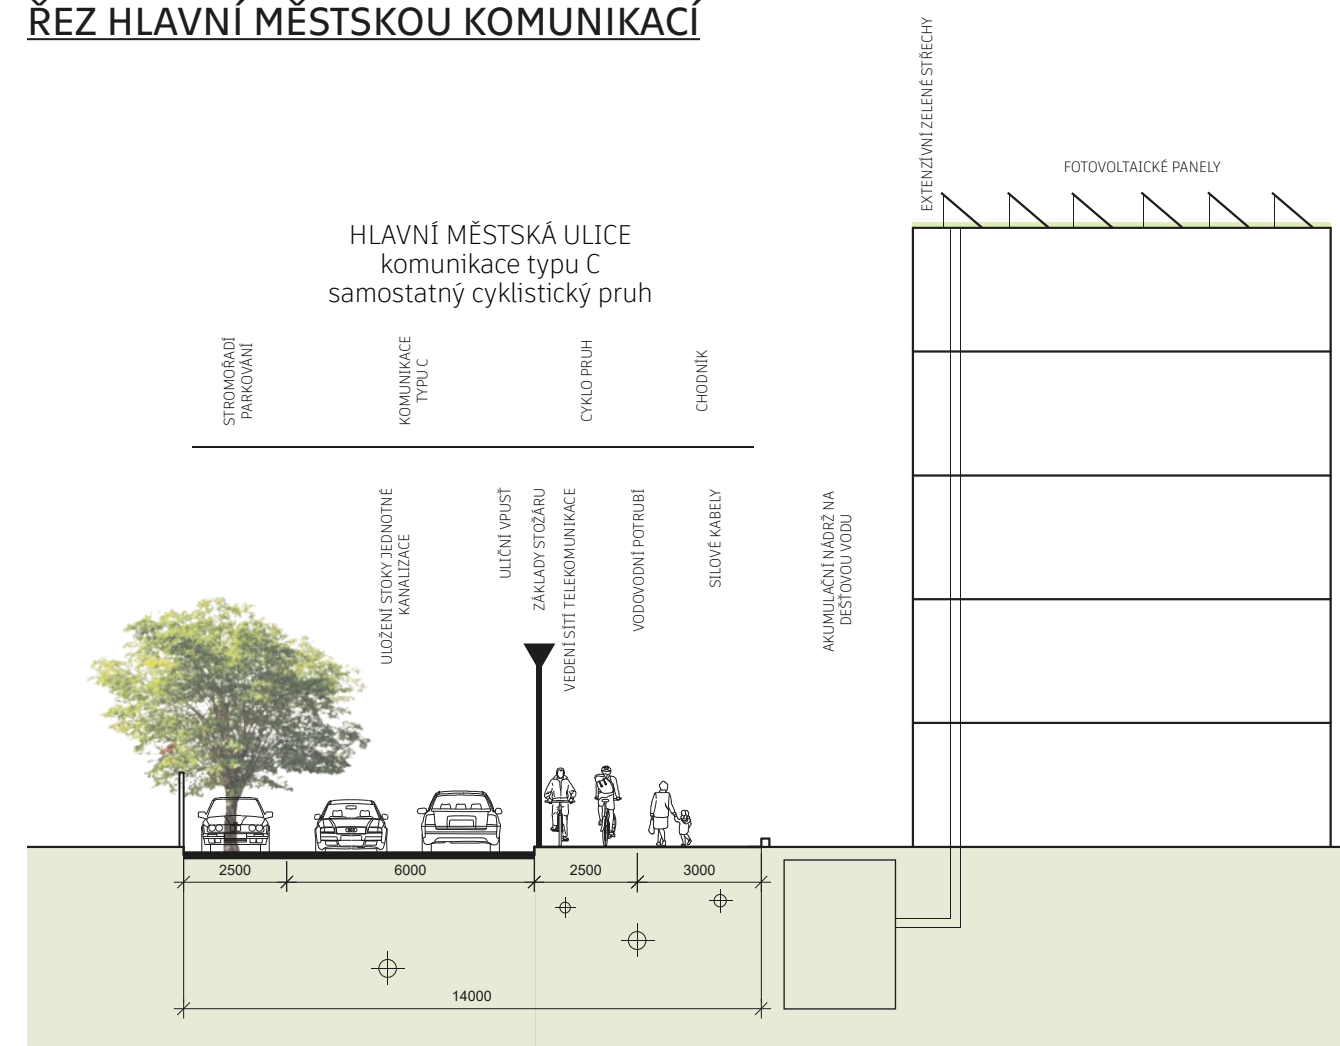 ŘEZ HLAVNÍ MĚSTSKOU KOMUNIKACÍ
EXTENZÍVNÍ ZELENÉ STŘECHY
FOTOVOLTAICKÉ PANELY
HLAVNÍ MĚSTSKÁ ULICE
komunikace typu C
samostatný cyklistický pruh
STROMOŘADÍ
PARKOVÁNÍ
KOMUNIKACE
TYPU C
CYKLO PRUH
CHODNÍK
ULOŽENÍ STOKY JEDNOTNÉ
KANALIZACE
ULIČNÍ VPUSŤ
ZÁKLADY STOŽÁRU
VEDENÍ SÍTÍ TELEKOMUNIKACE
VODOVODNÍ POTRUBÍ
SILOVÉ KABELY
AKUMULAČNÍ NÁDRŽ NA
DEŠŤOVOU VODU
2500
6000
2500
3000
14000